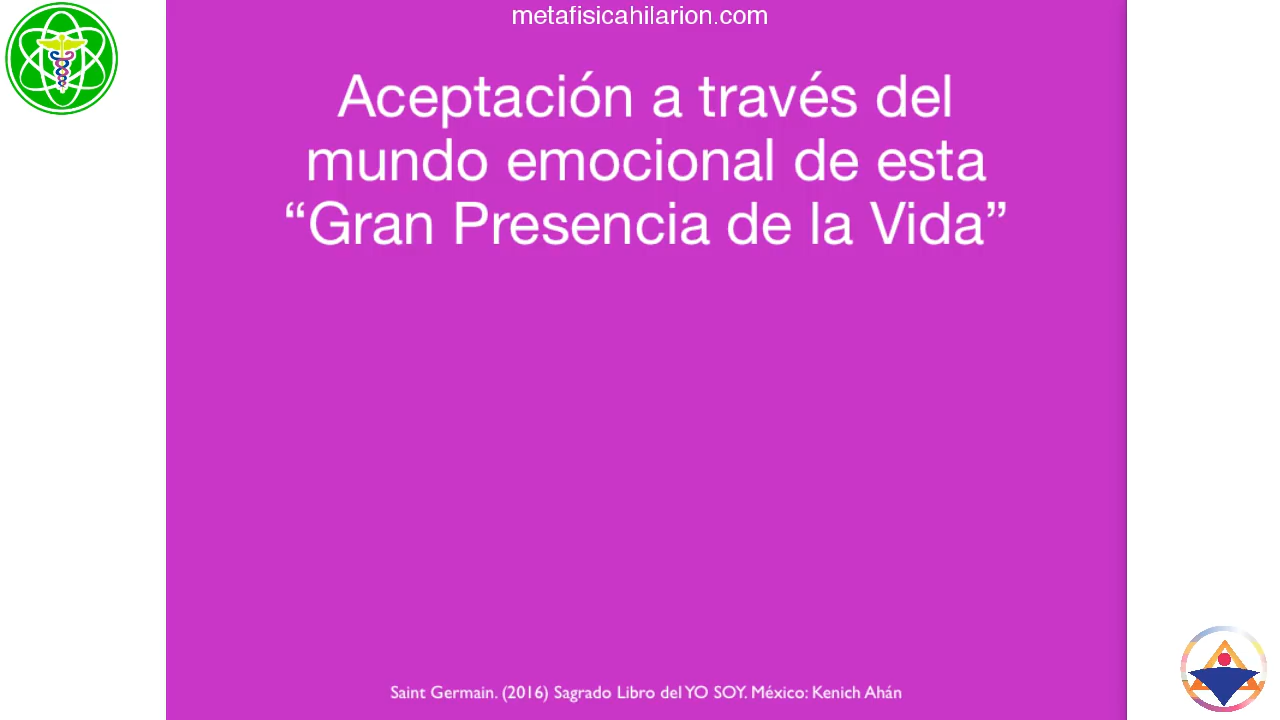 metafisicahilarion.com
Aceptación a través del
mundo emocional de esta
“Gran Presencia de la Vida”
Saint Germain. (2016) Sagrado Libro del YO SOY. México: Kenich Ahán